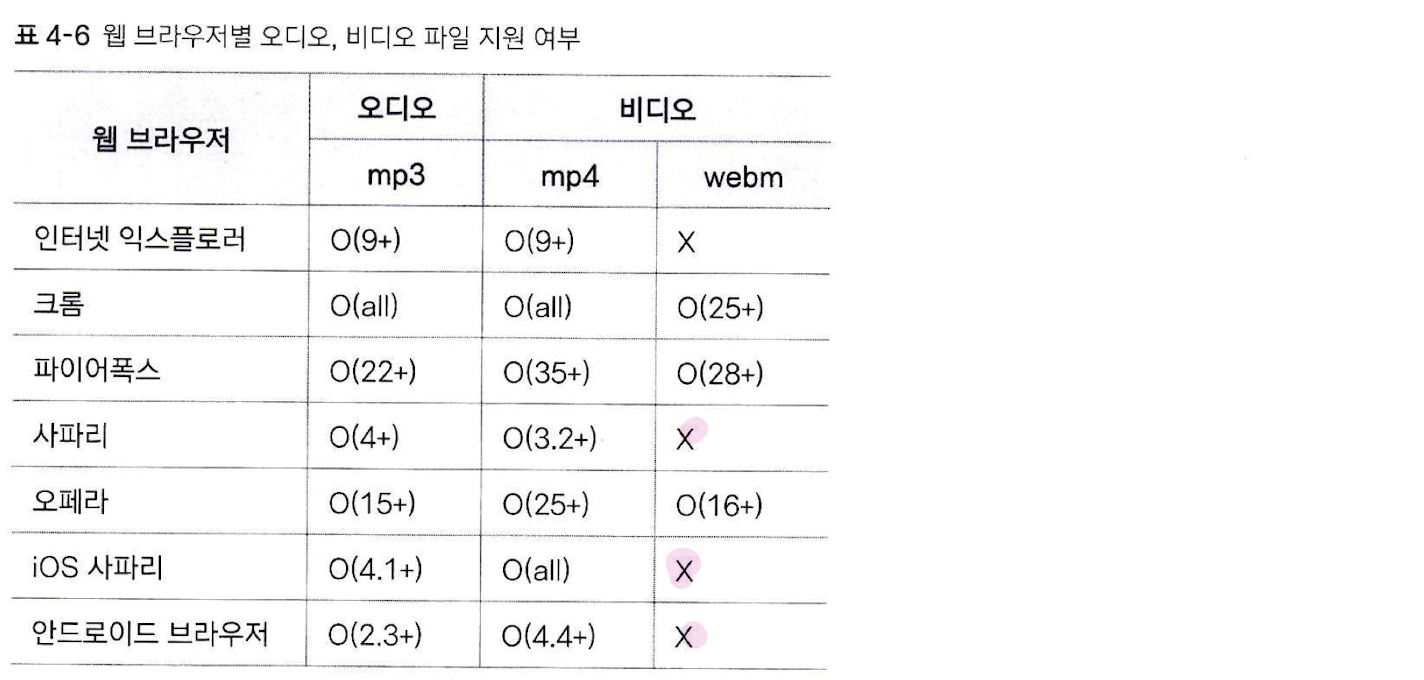 표 4-6 웹 브라우저별 오디오, 비디오 파일 지원 여부
웹 브라우저 오디오 비디오
mp3 mp4 webm
인터넷 익스플로러 O(9+) O(9+) X
크롬 O(all) O(all) O(25+)
파이어폭스 O(22+) O(35+) O(28+)
사파리 O(4+) O(3.2+) X
오페라 O(15+) O(25+) O(16+)
iOS 사파리 O(4.1+) O(all) X
안드로이드 브라우저 O(2.3+) O(4.4+) X